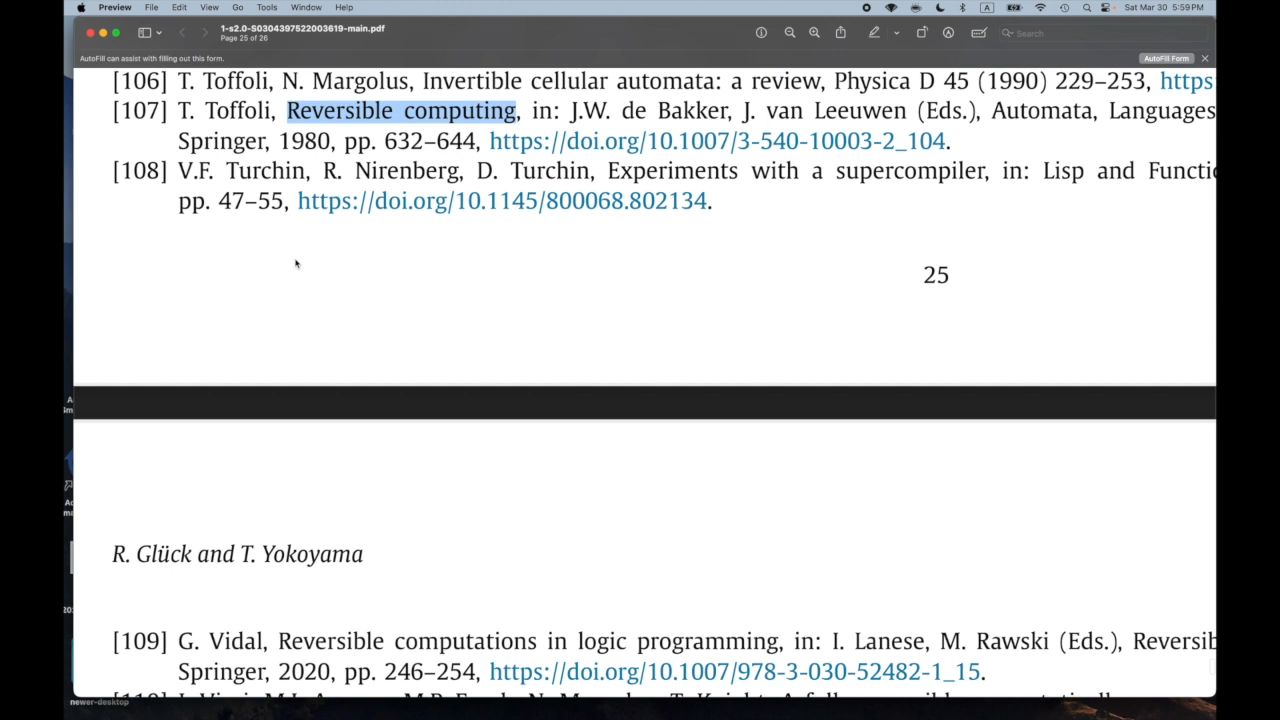 Preview File Edit View Go Tools Window Help A Sat Mar 30 5:59 PM
1-s2.0-S0304397522003619-main.pdf
Page 25 of 26
Search
AutoFill can assist with filling out this form.
AutoFill Form
[106] T. Toffoli, N. Margolus, Invertible cellular automata: a review, Physica D 45 (1990) 229–253, https
[107] T. Toffoli, Reversible computing, in: J.W. de Bakker, J. van Leeuwen (Eds.), Automata, Languages
Springer, 1980, pp. 632–644, https://doi.org/10.1007/3-540-10003-2_104.
[108] V.F. Turchin, R. Nirenberg, D. Turchin, Experiments with a supercompiler, in: Lisp and Functi
pp. 47–55, https://doi.org/10.1145/800068.802134.
25
R. Glück and T. Yokoyama
[109] G. Vidal, Reversible computations in logic programming, in: I. Lanese, M. Rawski (Eds.), Reversib
Springer, 2020, pp. 246–254, https://doi.org/10.1007/978-3-030-52482-1_15.
newer-desktop